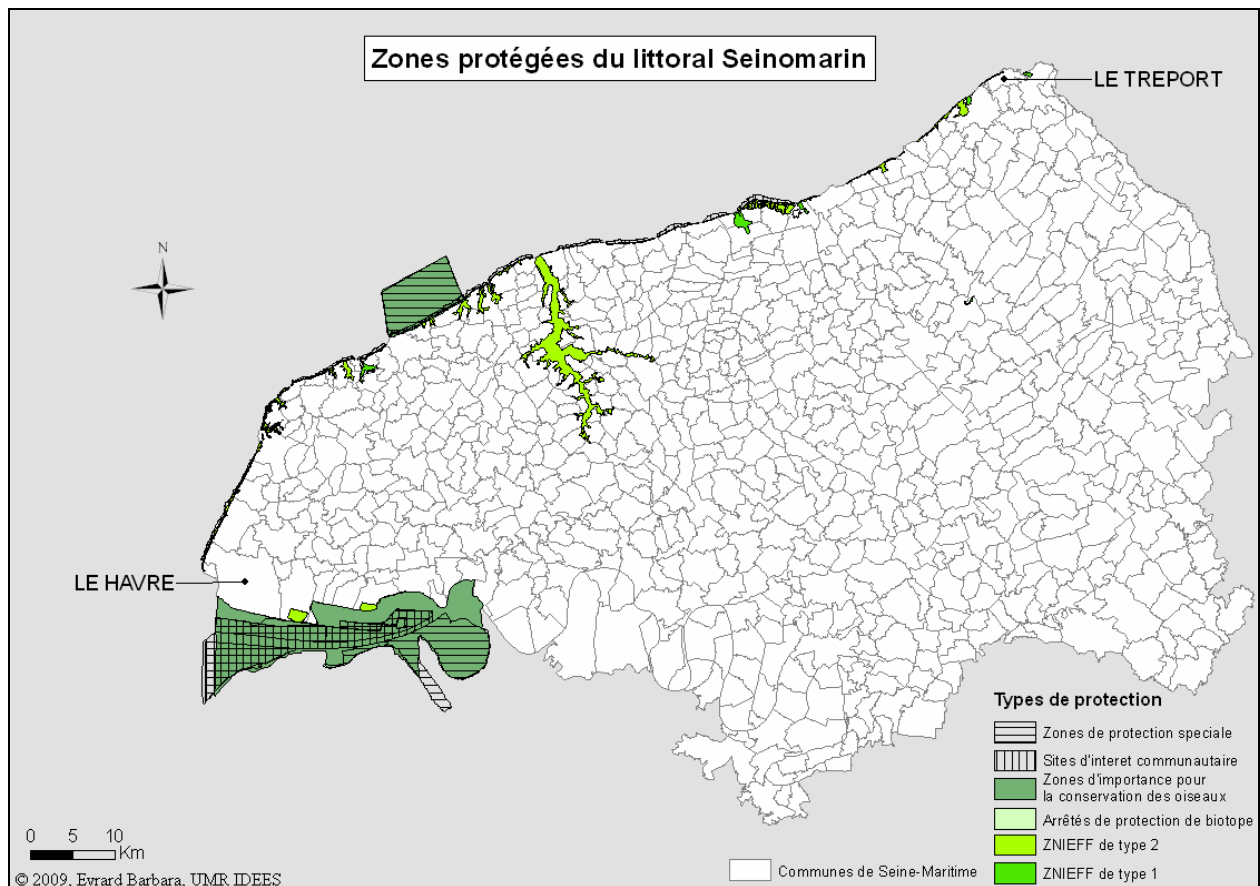 Zones protégées du littoral Seinomarin
LE TREPORT
N
LE HAVRE
Types de protection
Zones de protection speciale
Sites d'interet communautaire
Zones d'importance pour
la conservation des oiseaux
Arrêtés de protection de biotope
ZNIEFF de type 2
ZNIEFF de type 1
Communes de Seine-Maritime
0 5 10
Km
© 2009, Evrard Barbara, UMR IDEES